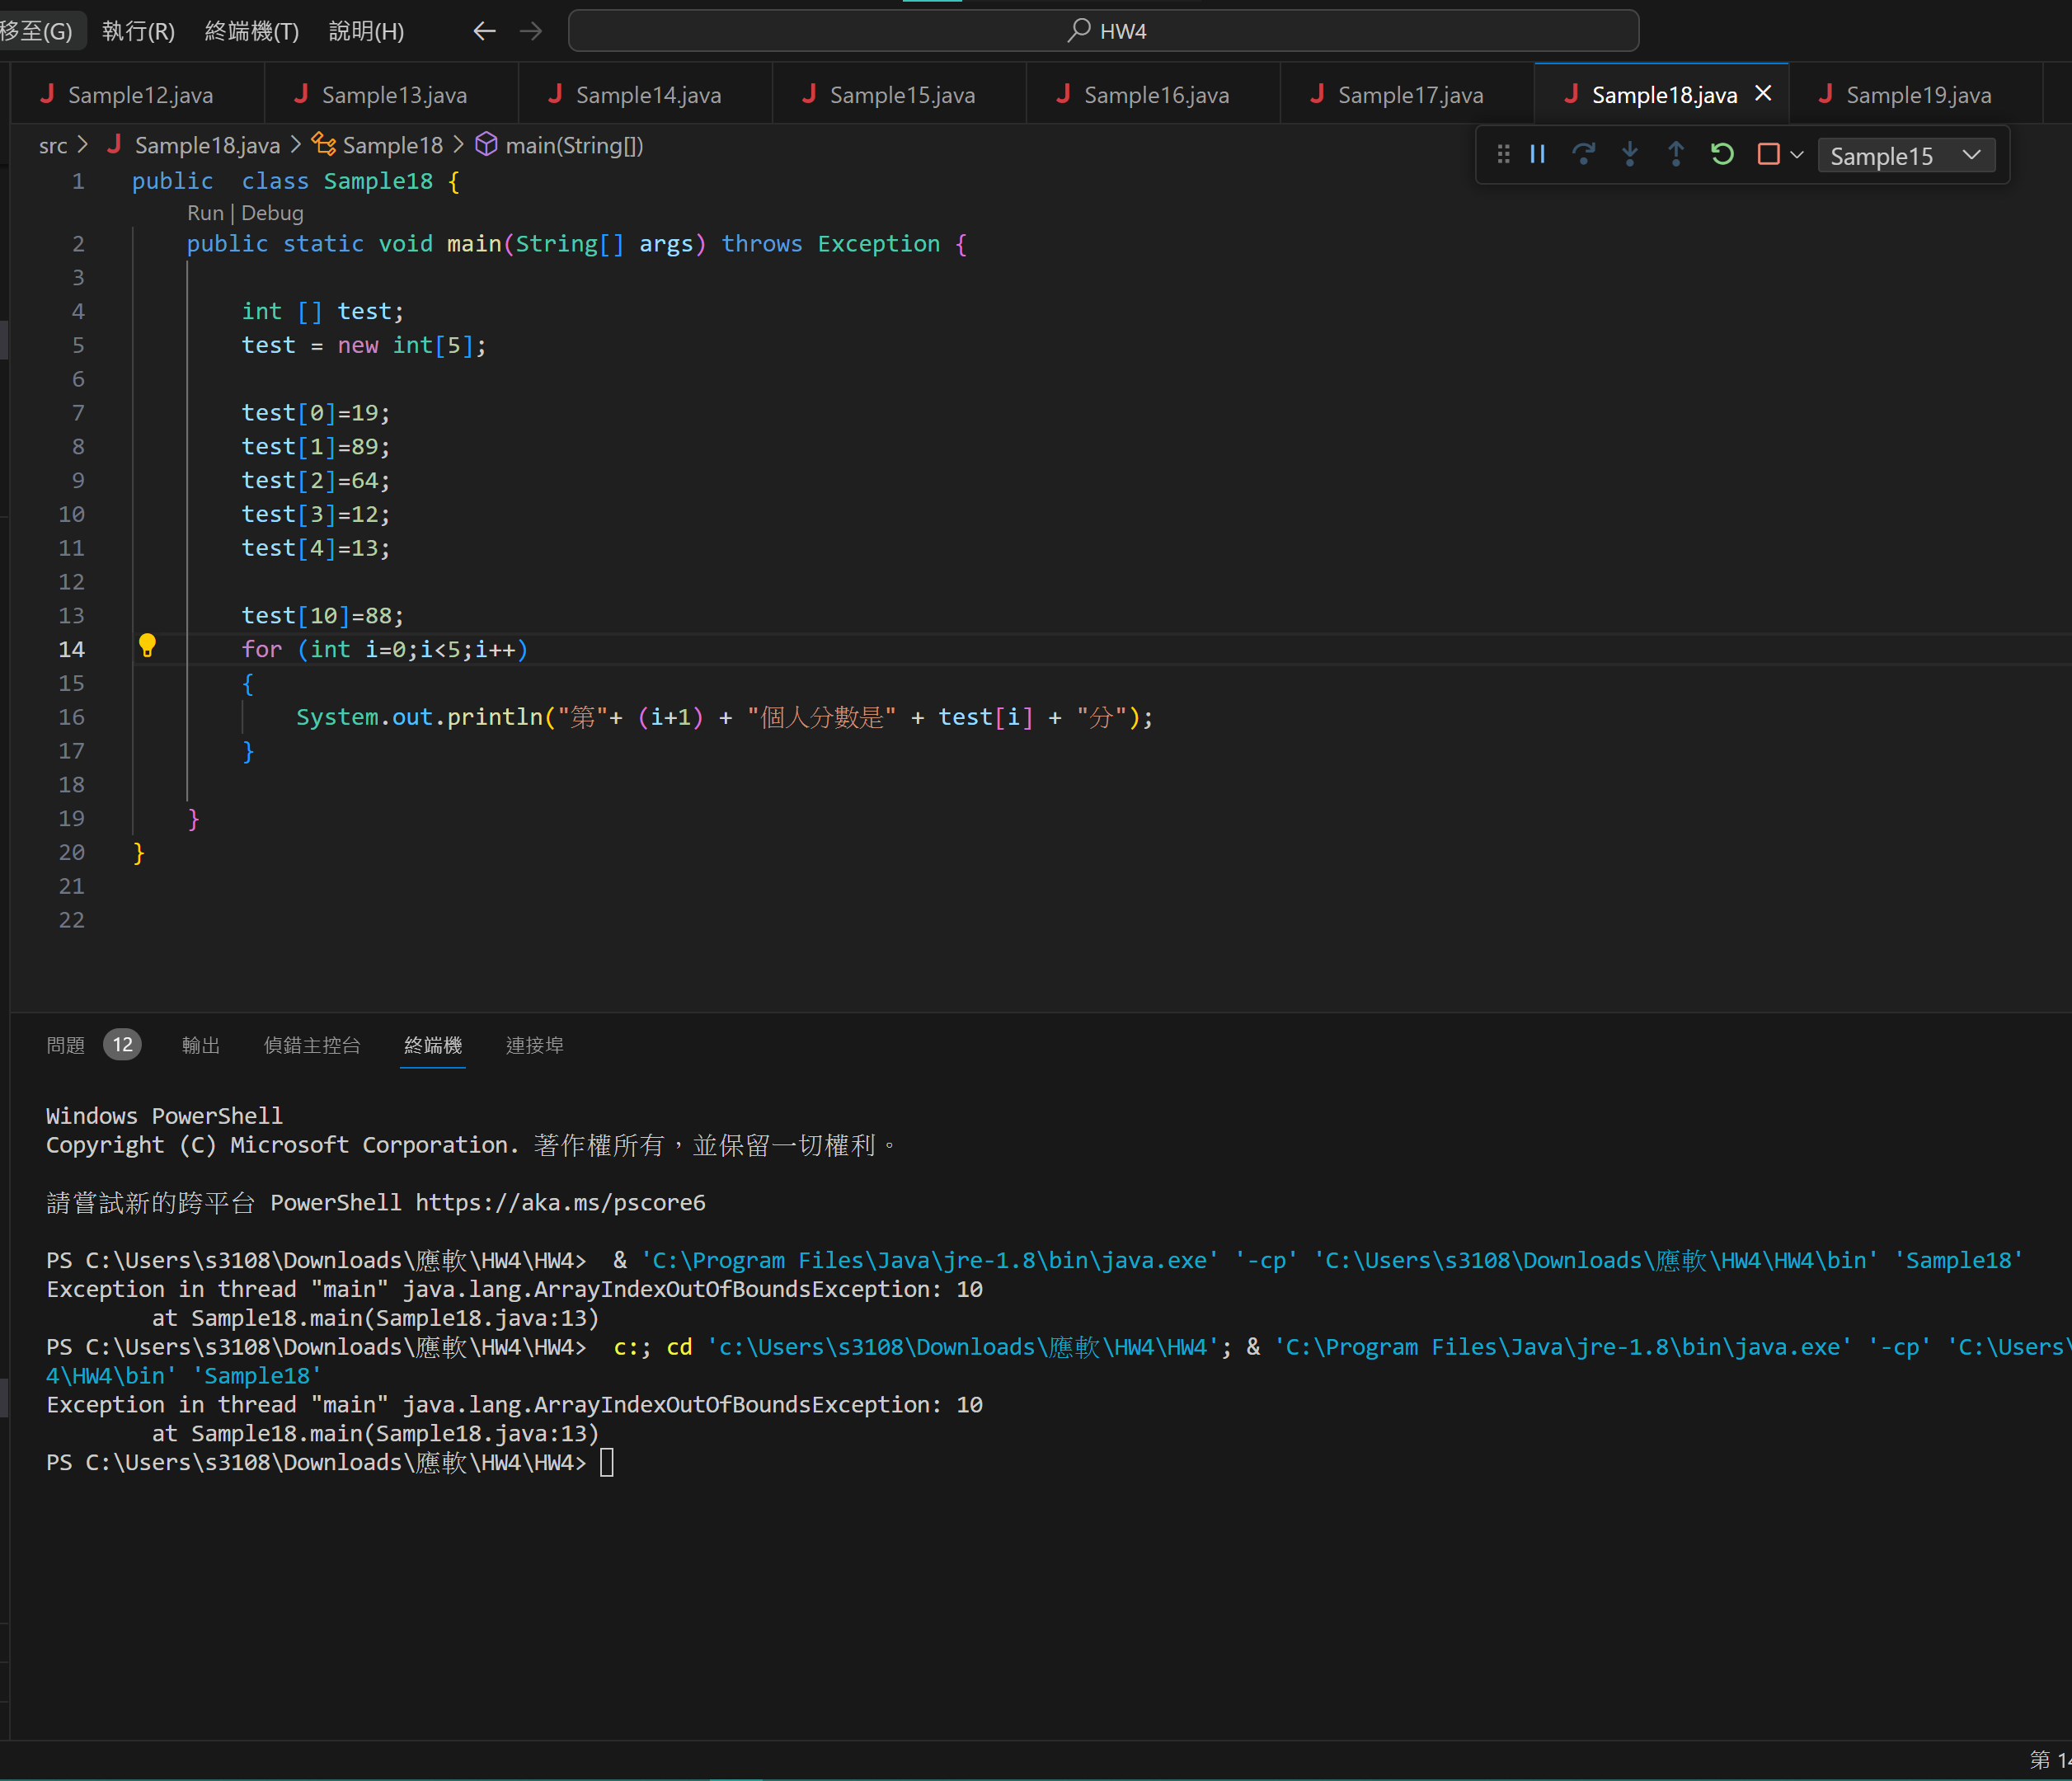 移至(G) 執行(R) 終端機(T) 說明(H) HW4
Sample12.java Sample13.java Sample14.java Sample15.java Sample16.java Sample17.java Sample18.java Sample19.java
src > Sample18.java > Sample18 > main(String[])
Sample15
1 public  class Sample18 {
Run | Debug
2 public static void main(String[] args) throws Exception {
3
4 int [] test;
5 test = new int[5];
6
7 test[0]=19;
8 test[1]=89;
9 test[2]=64;
10 test[3]=12;
11 test[4]=13;
12
13 test[10]=88;
14 for (int i=0;i<5;i++)
15 {
16 System.out.println("第"+ (i+1) + "個人分數是" + test[i] + "分");
17 }
18
19 }
20 }
21
22
問題 12 輸出 偵錯主控台 終端機 連接埠
Windows PowerShell
Copyright (C) Microsoft Corporation. 著作權所有，並保留一切權利。
請嘗試新的跨平台 PowerShell https://aka.ms/pscore6
PS C:\Users\s3108\Downloads\應軟\HW4\HW4>  & 'C:\Program Files\Java\jre-1.8\bin\java.exe' '-cp' 'C:\Users\s3108\Downloads\應軟\HW4\HW4\bin' 'Sample18'
Exception in thread "main" java.lang.ArrayIndexOutOfBoundsException: 10
at Sample18.main(Sample18.java:13)
PS C:\Users\s3108\Downloads\應軟\HW4\HW4>  c:; cd 'c:\Users\s3108\Downloads\應軟\HW4\HW4'; & 'C:\Program Files\Java\jre-1.8\bin\java.exe' '-cp' 'C:\Users\
4\HW4\bin' 'Sample18'
Exception in thread "main" java.lang.ArrayIndexOutOfBoundsException: 10
at Sample18.main(Sample18.java:13)
PS C:\Users\s3108\Downloads\應軟\HW4\HW4>
第 14